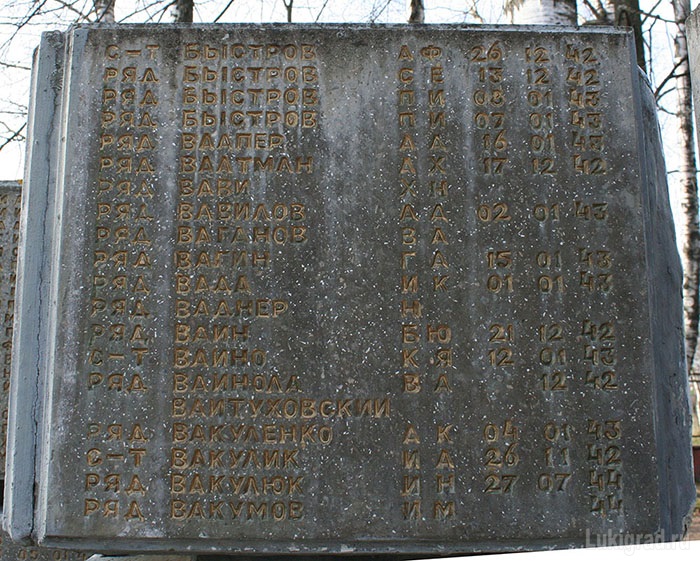 С-Т БЫСТРОВ А Ф 26 12 42
РЯД БЫСТРОВ С Е 13 12 42
РЯД БЫСТРОВ П И 03 01 43
РЯД БЫСТРОВ П И 07 01 43
РЯД ВААПЕР А А 16 01 43
РЯД ВААТМАН А Х 17 12 42
РЯД ВАВИ Х Н
РЯД ВАВИЛОВ А Д 02 01 43
РЯД ВАГАНОВ В А
РЯД ВАГИН Г А 15 01 43
РЯД ВАДА И К 01 01 43
РЯД ВАДНЕР Н
РЯД ВАИН Б Ю 21 12 42
С-Т ВАИНО К Я 12 01 43
РЯД ВАИНОЛА В А 12 42
ВАИТУХОВСКИЙ
РЯД ВАКУЛЕНКО А К 04 01 43
С-Т ВАКУЛИК И А 26 11 42
РЯД ВАКУЛЮК И Н 27 07 44
РЯД ВАКУМОВ И М 44
Lukigrad.ru